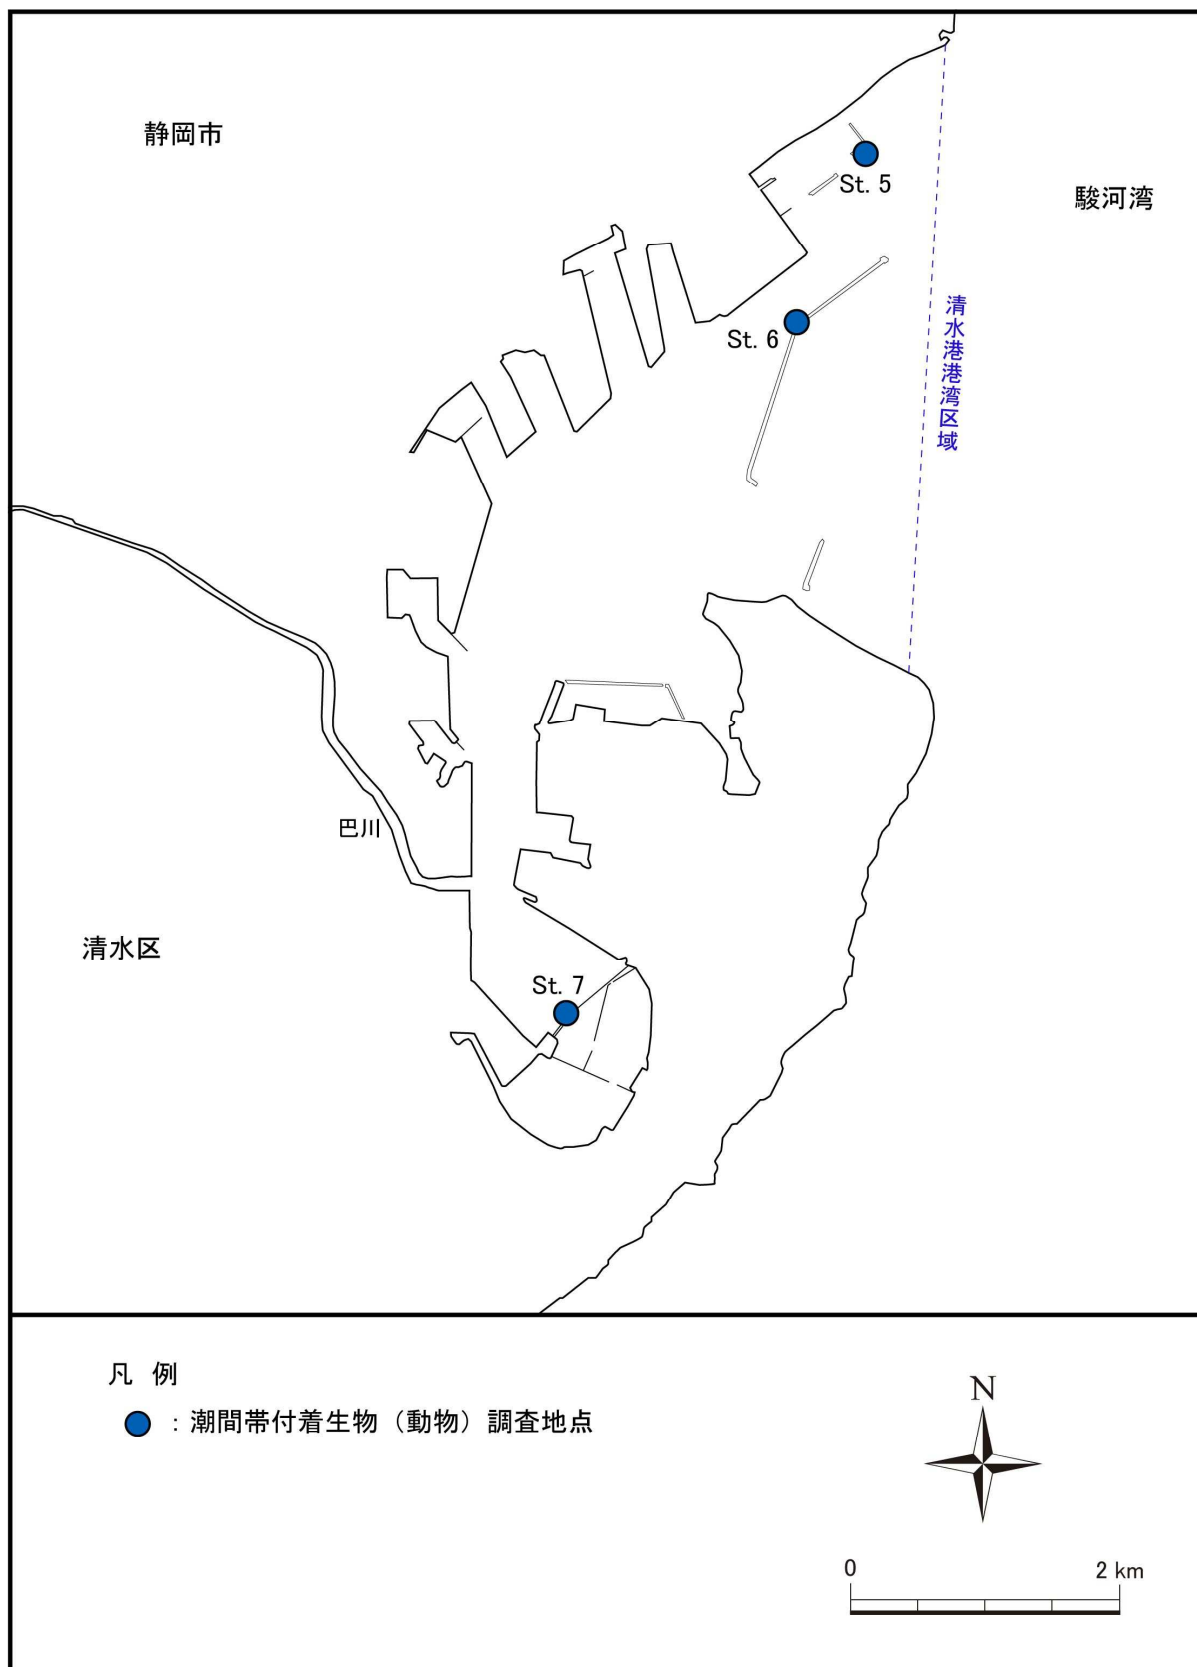 静岡市
St. 5
駿河湾
清水港港湾区域
St. 6
巴川
清水区
St. 7
凡 例
：潮間帯付着生物（動物）調査地点
N
0
2 km